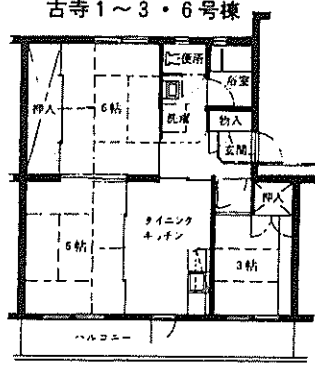 古寺1～3・6号棟
便所
浴室
押入
6帖
洗濯
物入
玄関
押入
ダイニング
キッチン
6帖
3帖
バルコニー